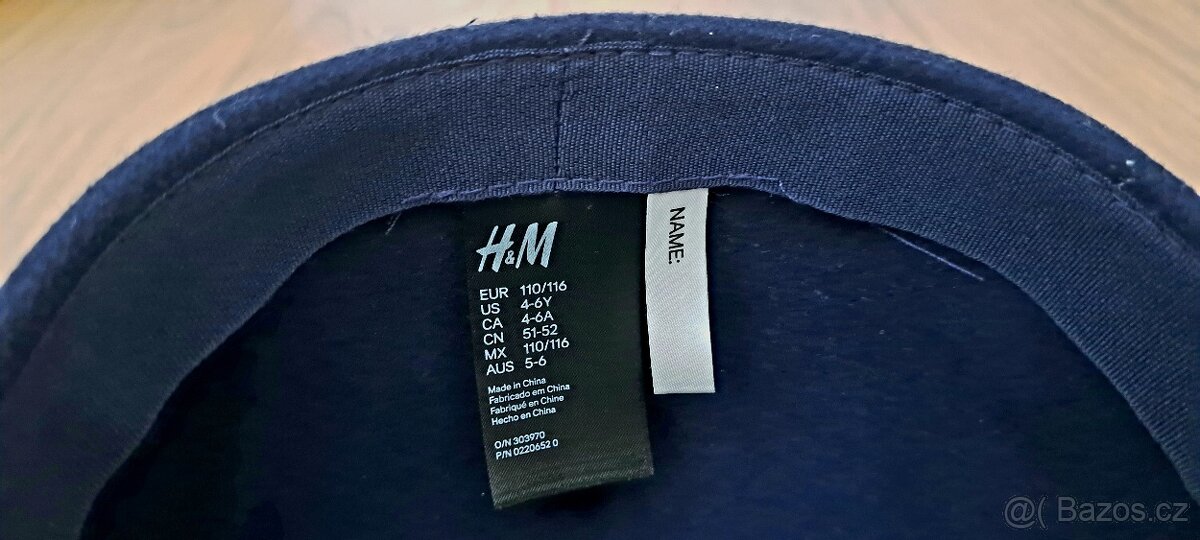 H&M
EUR 110/116
US 4-6Y
CA 4-6A
CN 51-52
MX 110/116
AUS 5-6
Made in China
Fabricado em China
Fabriqué en Chine
Hecho en China
O/N 303970
P/N 0220652 0
NAME:
@( Bazos.cz